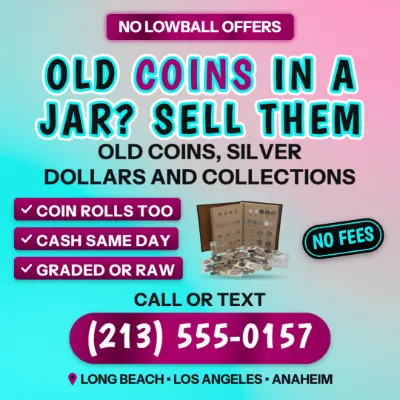 NO LOWBALL OFFERS
OLD COINS IN A
JAR? SELL THEM
OLD COINS, SILVER
DOLLARS AND COLLECTIONS
✓ COIN ROLLS TOO
✓ CASH SAME DAY
✓ GRADED OR RAW
NO FEES
CALL OR TEXT
(213) 555-0157
LONG BEACH • LOS ANGELES • ANAHEIM